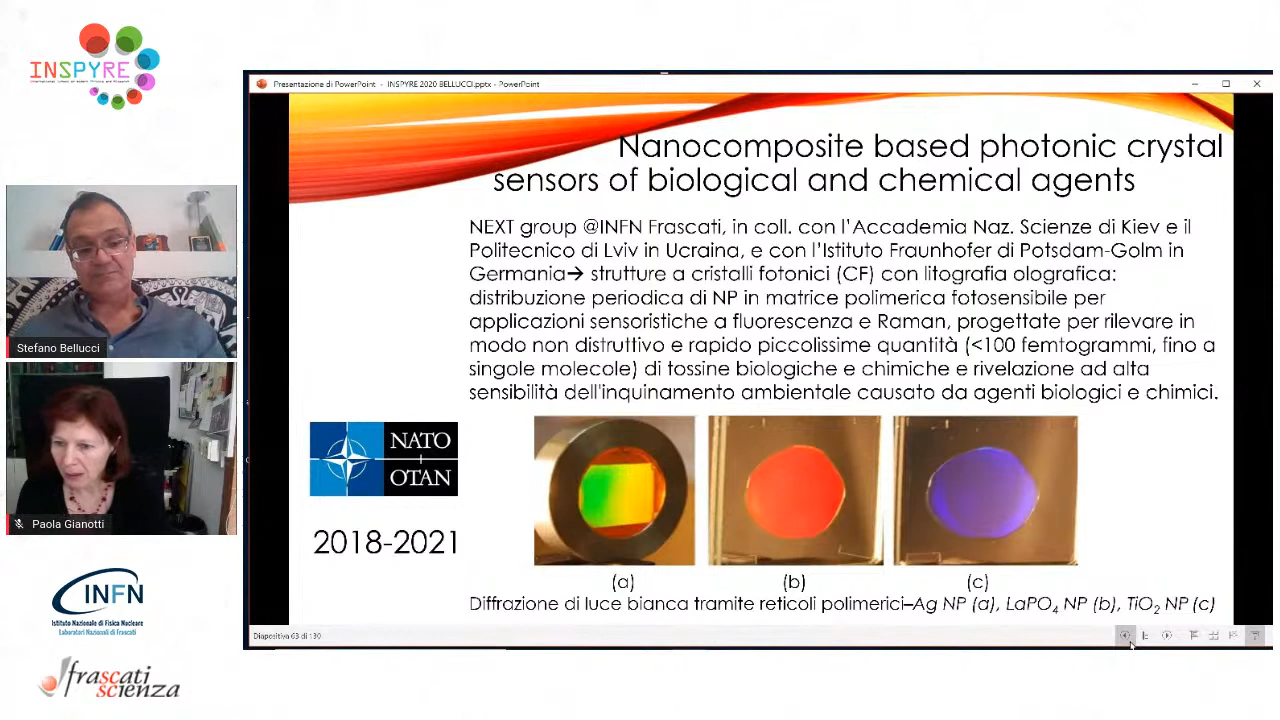 INSPYRE
Presentazione di PowerPoint - INSPYRE 2020 BELLUCCI.pptx - PowerPoint
Nanocomposite based photonic crystal
sensors of biological and chemical agents
NEXT group @INFN Frascati, in coll. con l'Accademia Naz. Scienze di Kiev e il
Politecnico di Lviv in Ucraina, e con l'Istituto Fraunhofer di Potsdam-Golm in
Germania→ strutture a cristalli fotonici (CF) con litografia olografica:
distribuzione periodica di NP in matrice polimerica fotosensibile per
applicazioni sensoristiche a fluorescenza e Raman, progettate per rilevare in
modo non distruttivo e rapido piccolissime quantità (<100 femtogrammi, fino a
singole molecole) di tossine biologiche e chimiche e rivelazione ad alta
sensibilità dell'inquinamento ambientale causato da agenti biologici e chimici.
NATO
OTAN
2018-2021
(a) (b) (c)
Diffrazione di luce bianca tramite reticoli polimerici–Ag NP (a), LaPO4 NP (b), TiO2 NP (c)
Diapositiva 63 di 130
Stefano Bellucci
Paola Gianotti
INFN
Istituto Nazionale di Fisica Nucleare
Laboratori Nazionali di Frascati
frascati
scienza